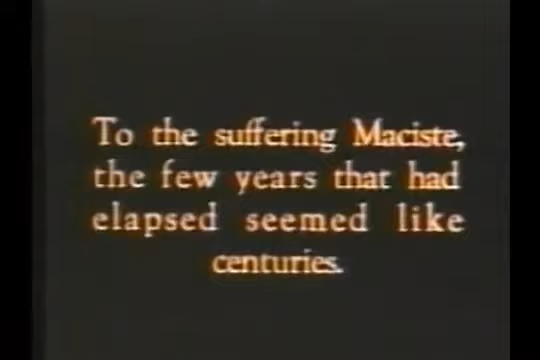 To the suffering Maciste,
the few years that had
elapsed seemed like
centuries.